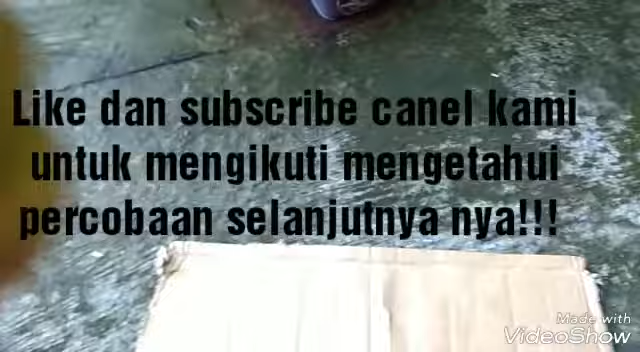 Like dan subscribe canel kami
untuk mengikuti mengetahui
percobaan selanjutnya nya!!!
Made with
VideoShow